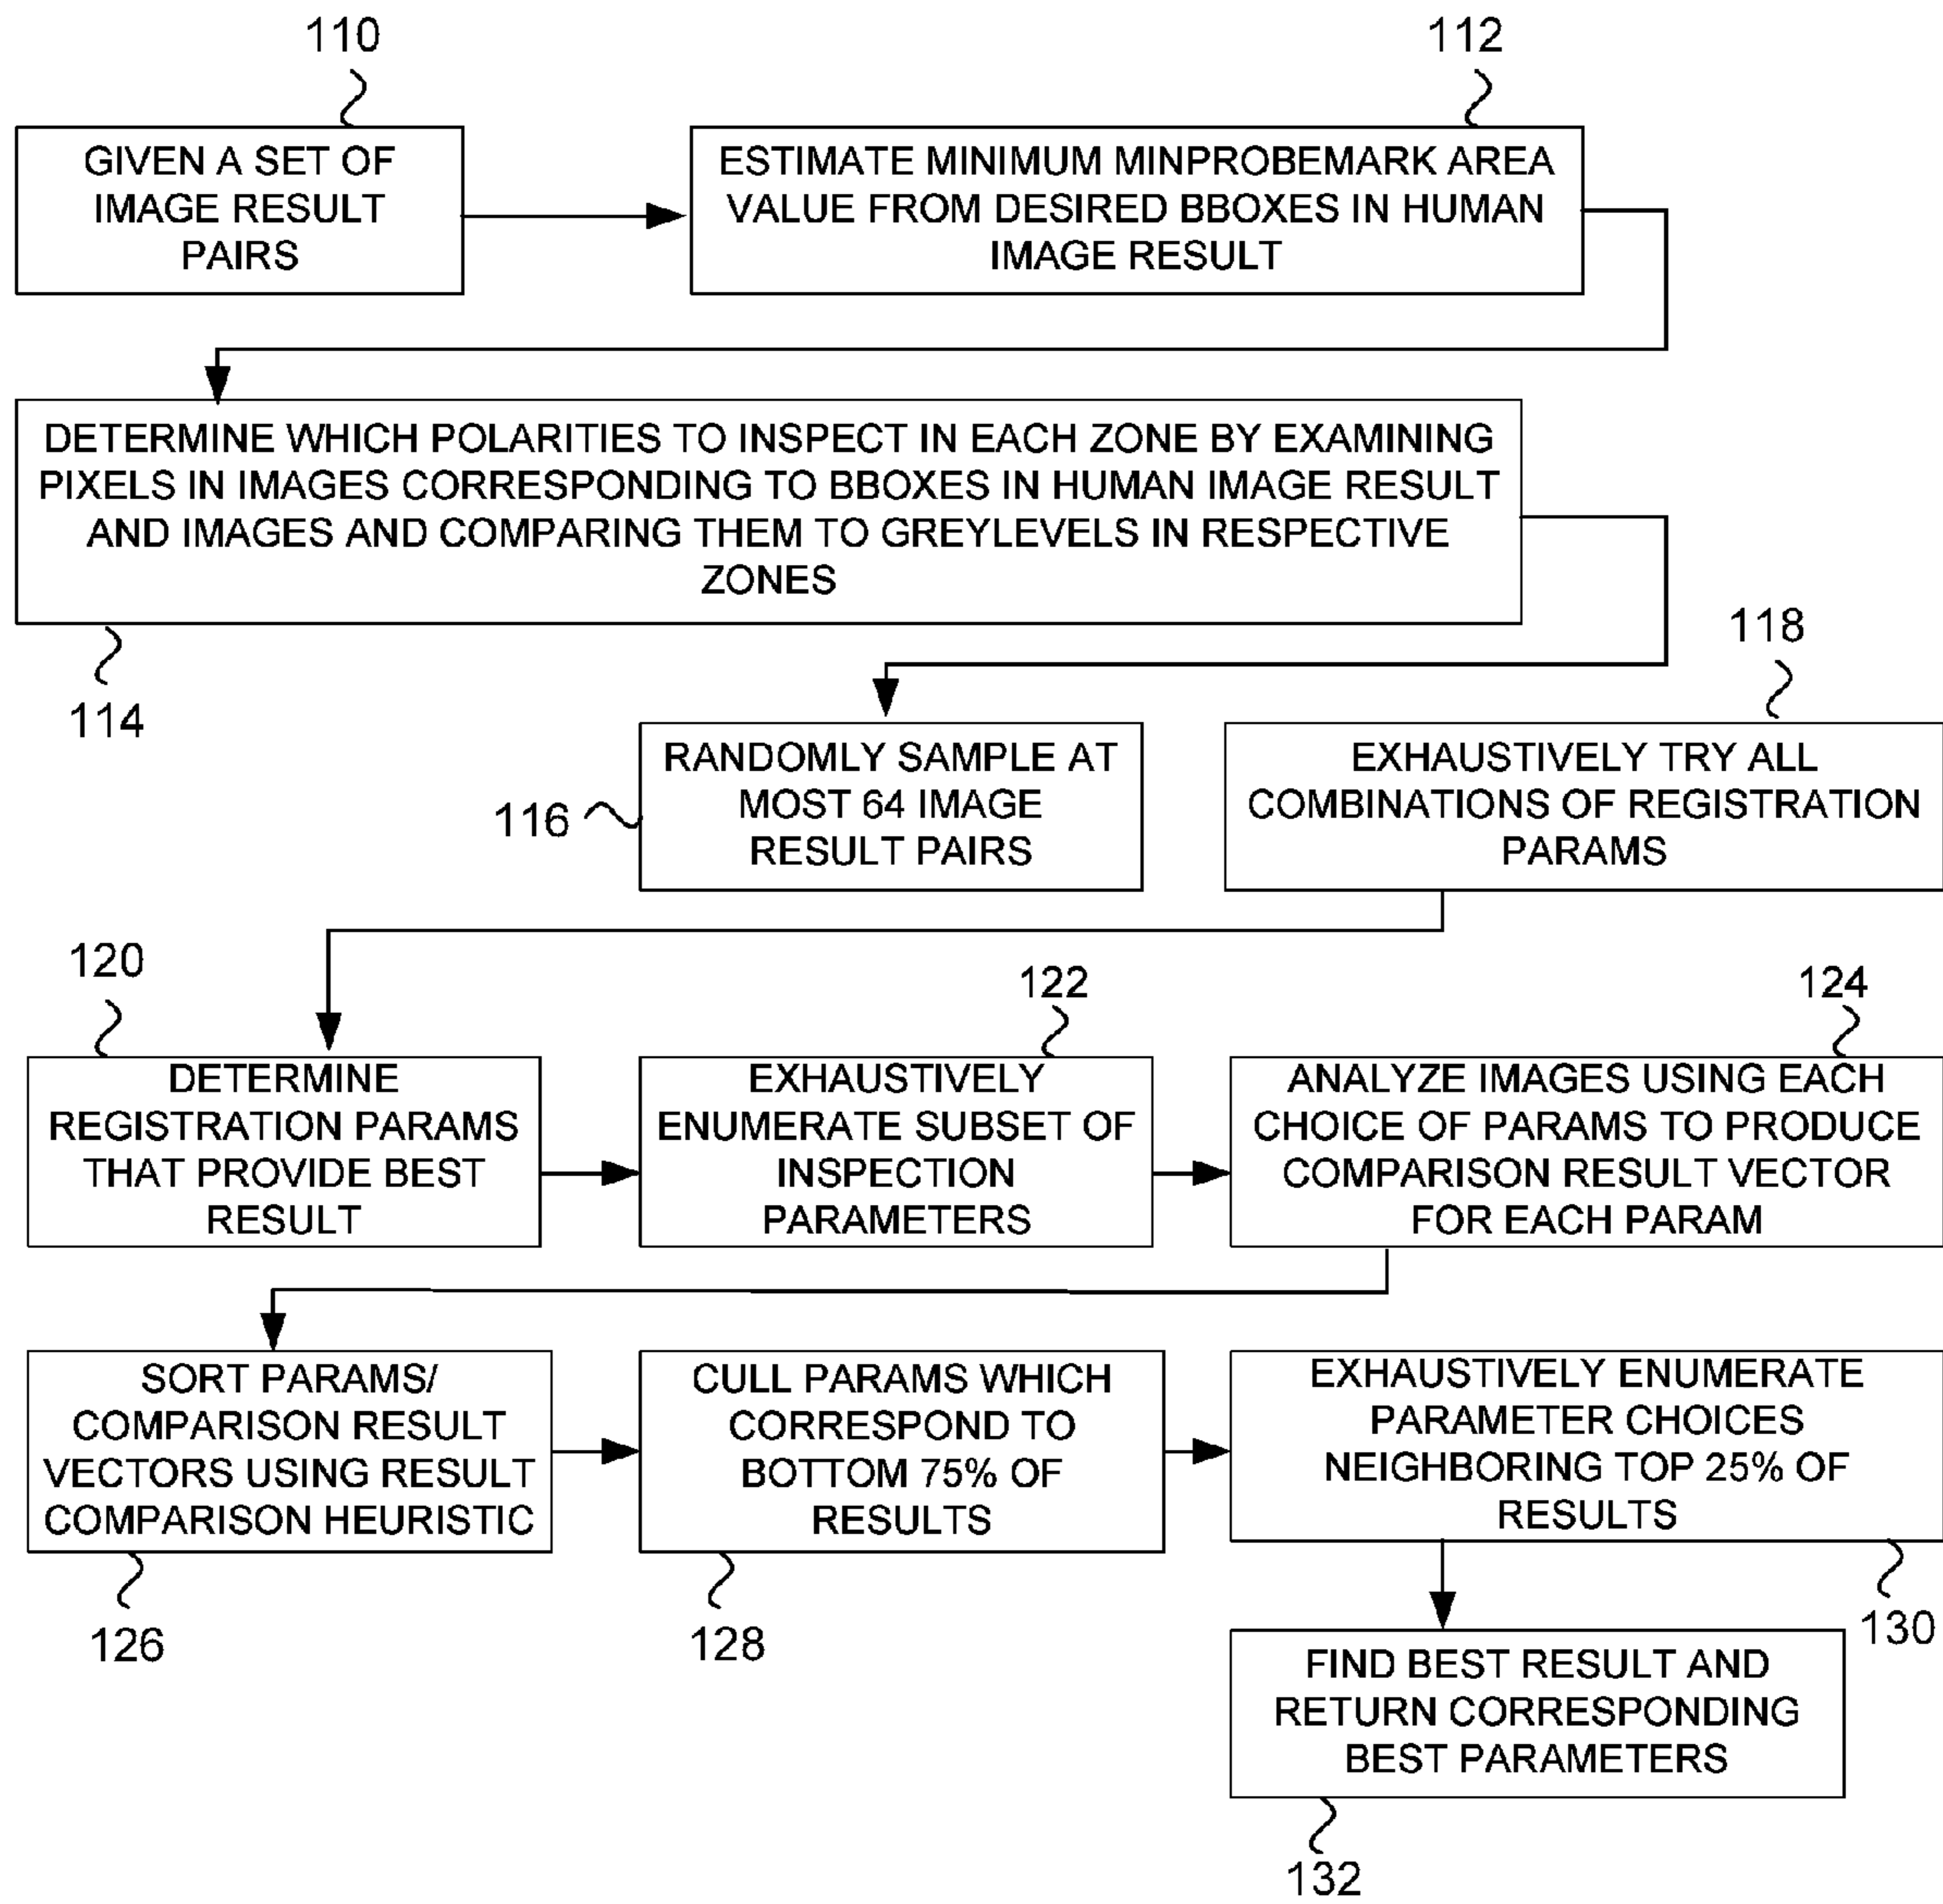 110
112
GIVEN A SET OF
IMAGE RESULT
PAIRS
ESTIMATE MINIMUM MINPROBEMARK AREA
VALUE FROM DESIRED BBOXES IN HUMAN
IMAGE RESULT
DETERMINE WHICH POLARITIES TO INSPECT IN EACH ZONE BY EXAMINING
PIXELS IN IMAGES CORRESPONDING TO BBOXES IN HUMAN IMAGE RESULT
AND IMAGES AND COMPARING THEM TO GREYLEVELS IN RESPECTIVE
ZONES
114
118
116
RANDOMLY SAMPLE AT
MOST 64 IMAGE
RESULT PAIRS
EXHAUSTIVELY TRY ALL
COMBINATIONS OF REGISTRATION
PARAMS
120
122
124
DETERMINE
REGISTRATION PARAMS
THAT PROVIDE BEST
RESULT
EXHAUSTIVELY
ENUMERATE SUBSET OF
INSPECTION
PARAMETERS
ANALYZE IMAGES USING EACH
CHOICE OF PARAMS TO PRODUCE
COMPARISON RESULT VECTOR
FOR EACH PARAM
SORT PARAMS/
COMPARISON RESULT
VECTORS USING RESULT
COMPARISON HEURISTIC
CULL PARAMS WHICH
CORRESPOND TO
BOTTOM 75% OF
RESULTS
EXHAUSTIVELY ENUMERATE
PARAMETER CHOICES
NEIGHBORING TOP 25% OF
RESULTS
126
128
130
FIND BEST RESULT AND
RETURN CORRESPONDING
BEST PARAMETERS
132